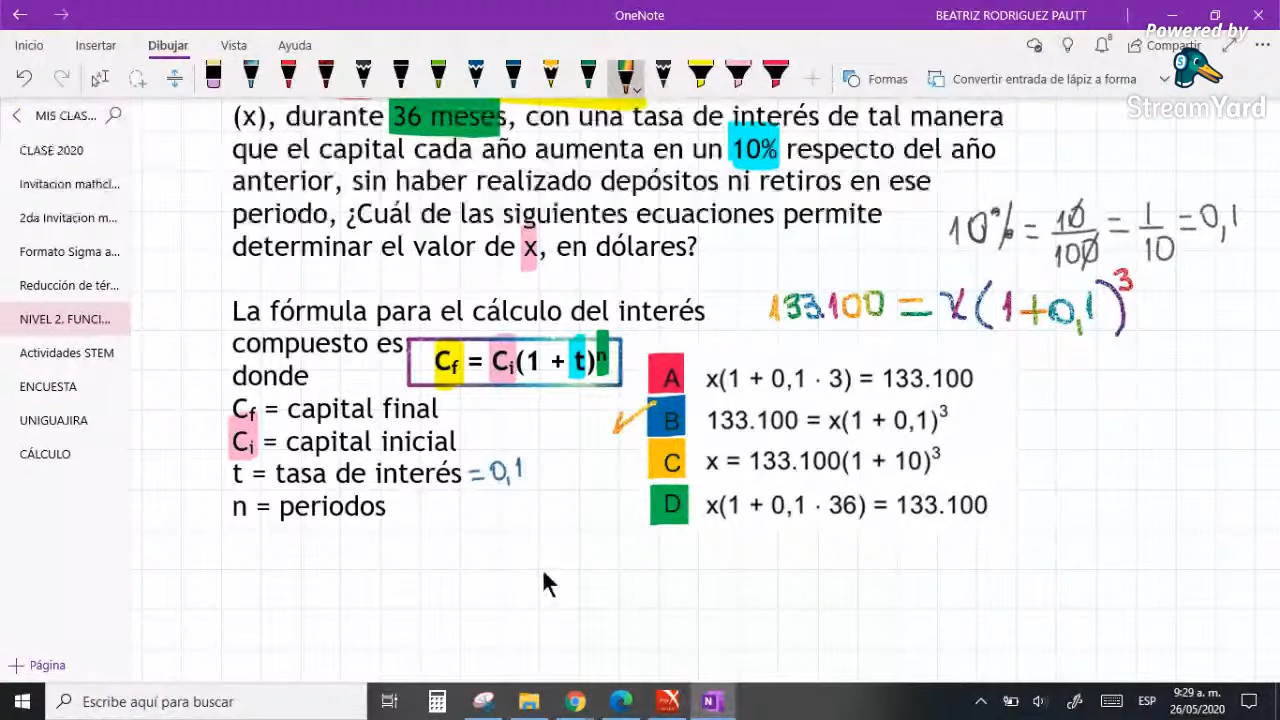 OneNote
BEATRIZ RODRIGUEZ PAUTT
Powered by
StreamYard
Inicio
Insertar
Dibujar
Vista
Ayuda
Compartir
Formas
Convertir entrada de lápiz a forma
MIS CLAS...
CLASE2020
Invitacion maficl...
2da Invitacion m...
Formato Sigma a...
Reducción de tér...
NIVEL 2. FUNCI...
Actividades STEM
ENCUESTA
UNIGUAJIRA
CÁLCULO
Página
(x), durante 36 meses, con una tasa de interés de tal manera
que el capital cada año aumenta en un 10% respecto del año
anterior, sin haber realizado depósitos ni retiros en ese
periodo, ¿Cuál de las siguientes ecuaciones permite
determinar el valor de x, en dólares?
10% = 10/100 = 1/10 = 0,1
133.100 = x(1+0,1)³
La fórmula para el cálculo del interés
compuesto es
Cf = Ci(1 + t)ⁿ
donde
Cf = capital final
Ci = capital inicial
t = tasa de interés = 0,1
n = periodos
A x(1 + 0,1 · 3) = 133.100
B 133.100 = x(1 + 0,1)³
C x = 133.100(1 + 10)³
D x(1 + 0,1 · 36) = 133.100
Escribe aquí para buscar
ESP
9:29 a. m.
26/05/2020